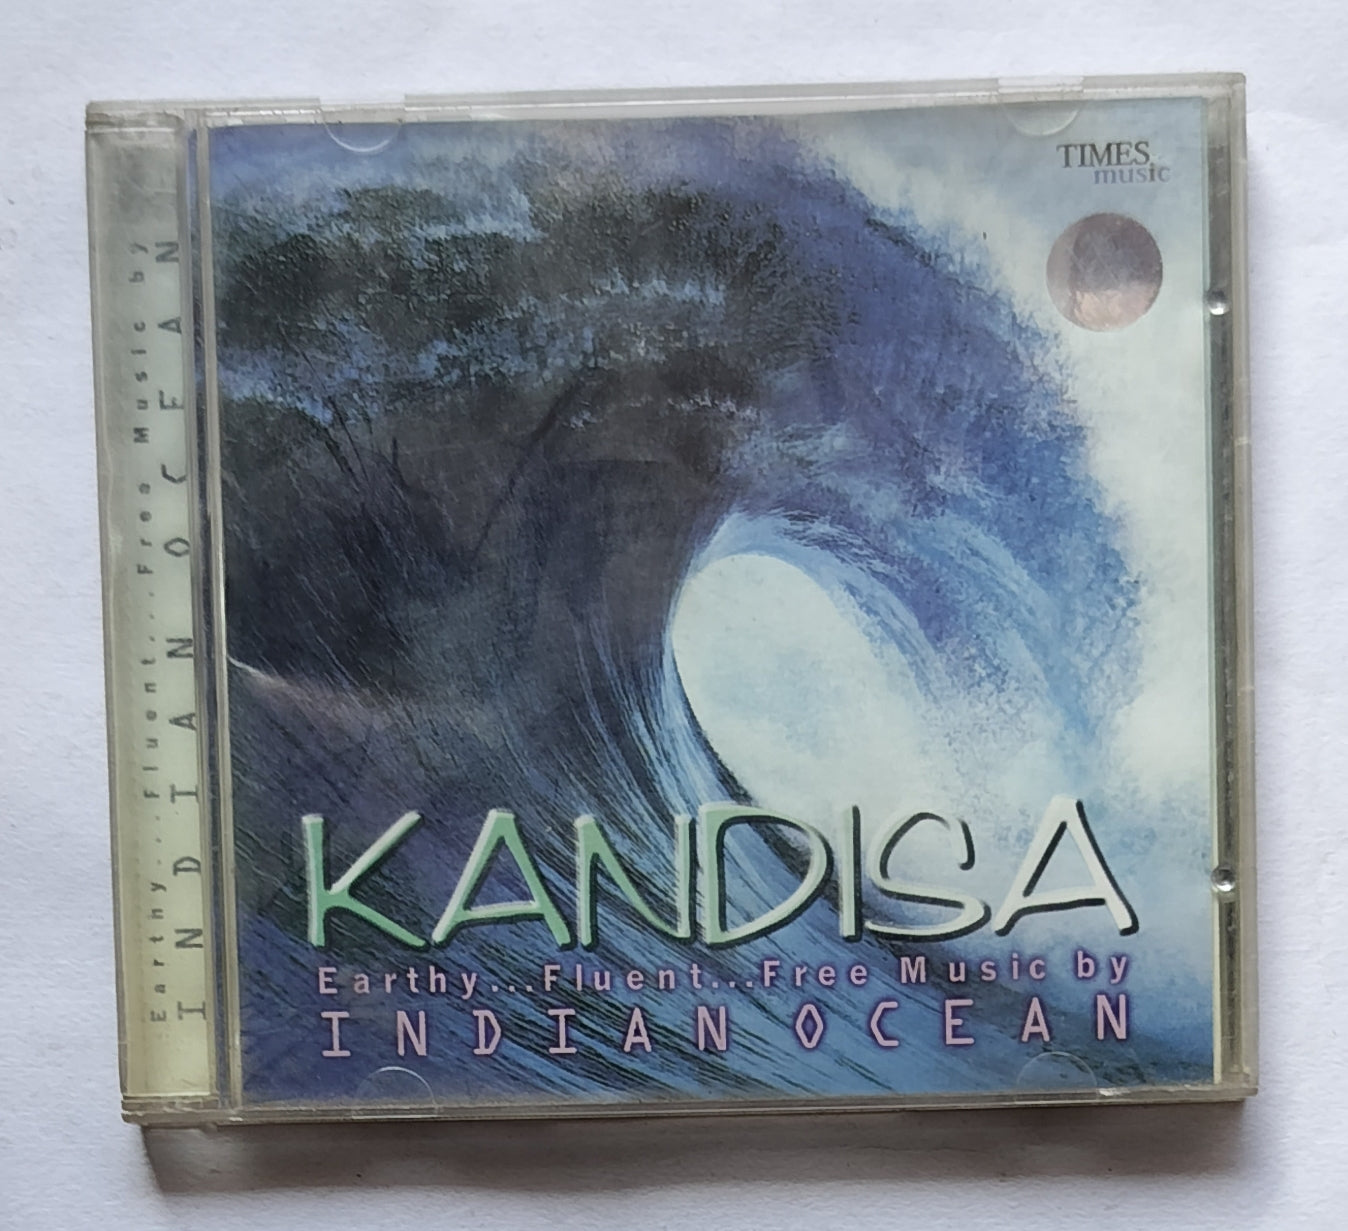 TIMES
music
KANDISA
Earthy...Fluent...Free Music by
INDIAN OCEAN
Earthy...Fluent...Free Music by
INDIAN OCEAN